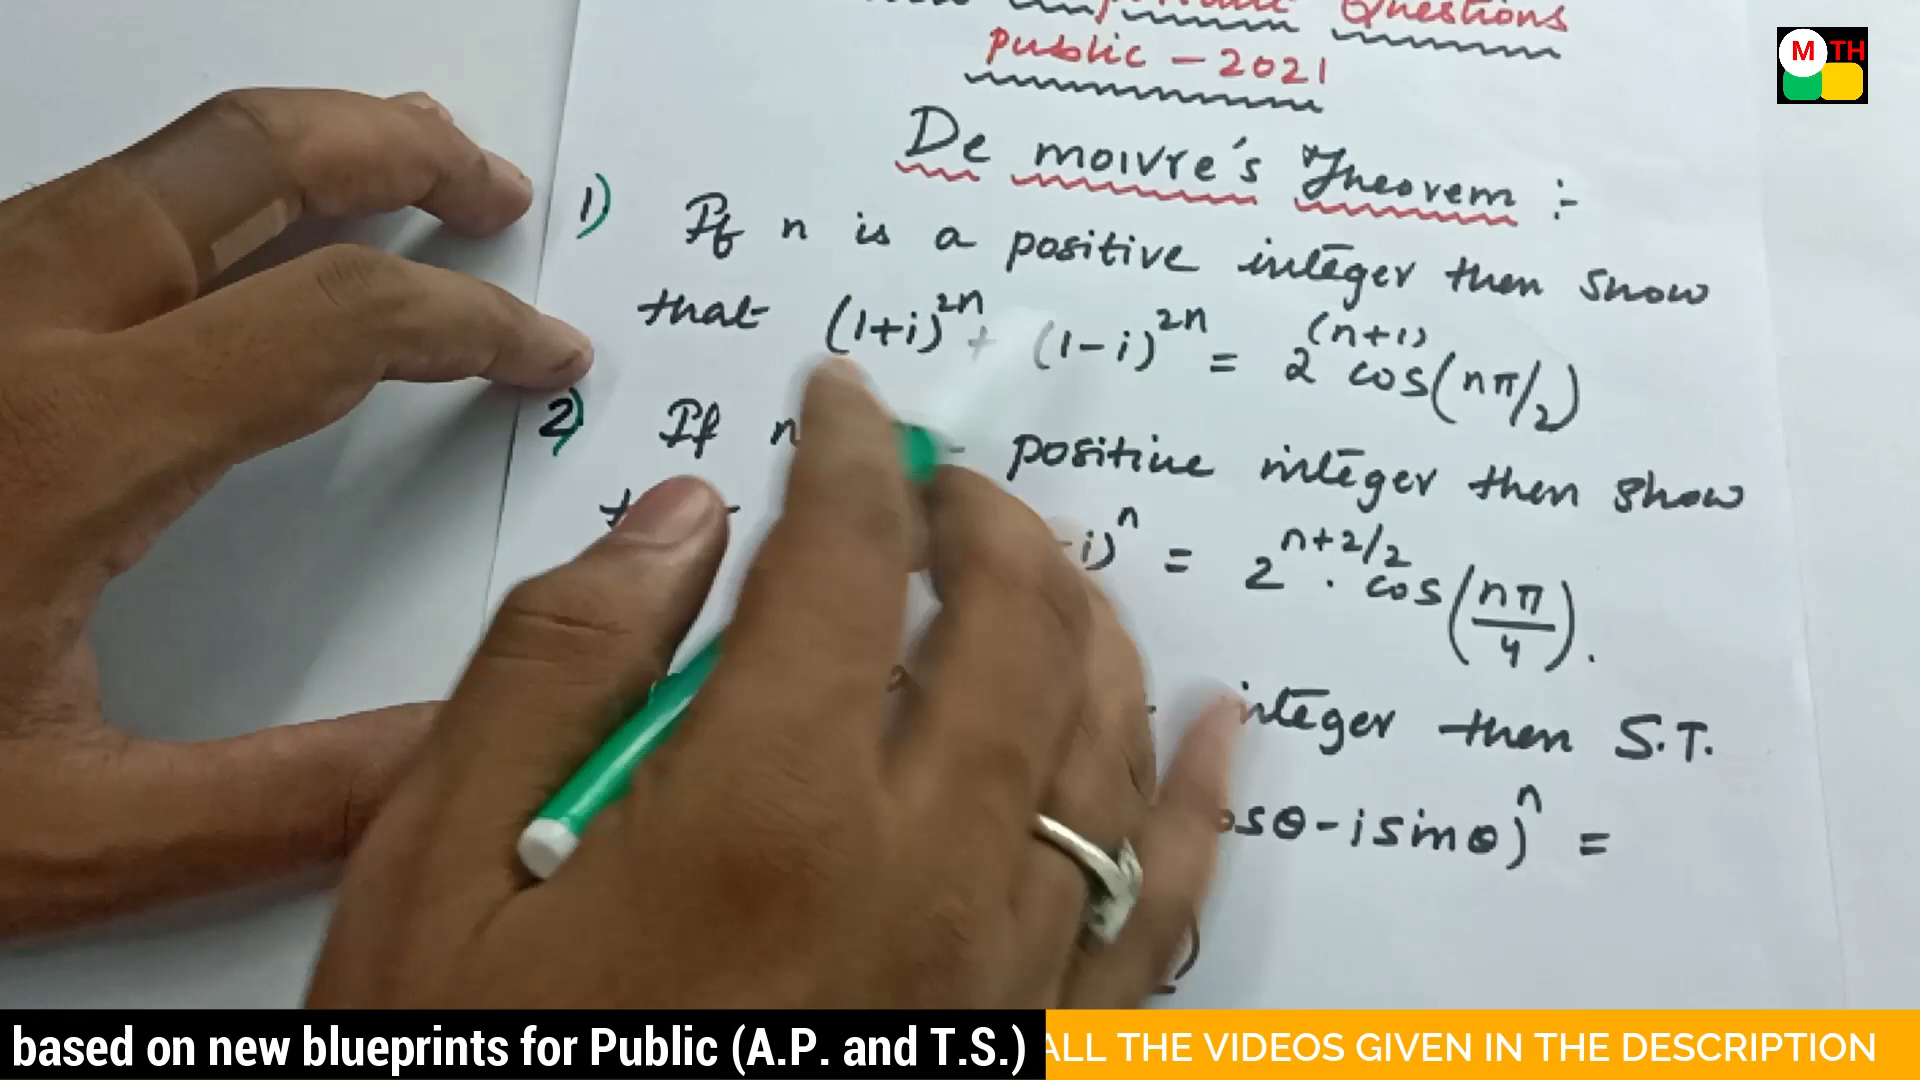 Questions
public - 2021
M TH
De moivre's Theorem :-
1) If n is a positive integer then show
that (1+i)^2n + (1-i)^2n = 2^(n+1) cos(nπ/2)
2) If n positive integer then show
i)^n = 2^n+2/2 . cos(nπ/4).
integer then S.T.
osθ-isinθ)^n =
based on new blueprints for Public (A.P. and T.S.)
ALL THE VIDEOS GIVEN IN THE DESCRIPTION